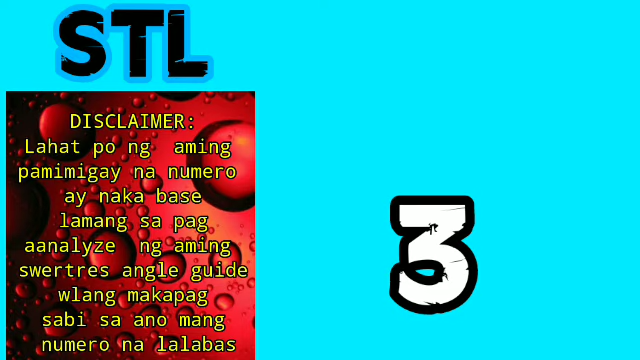 STL
DISCLAIMER:
Lahat po ng aming
pamimigay na numero
ay naka base
lamang sa pag
aanalyze ng aming
swertres angle guide
wlang makapag
sabi sa ano mang
numero na lalabas
3